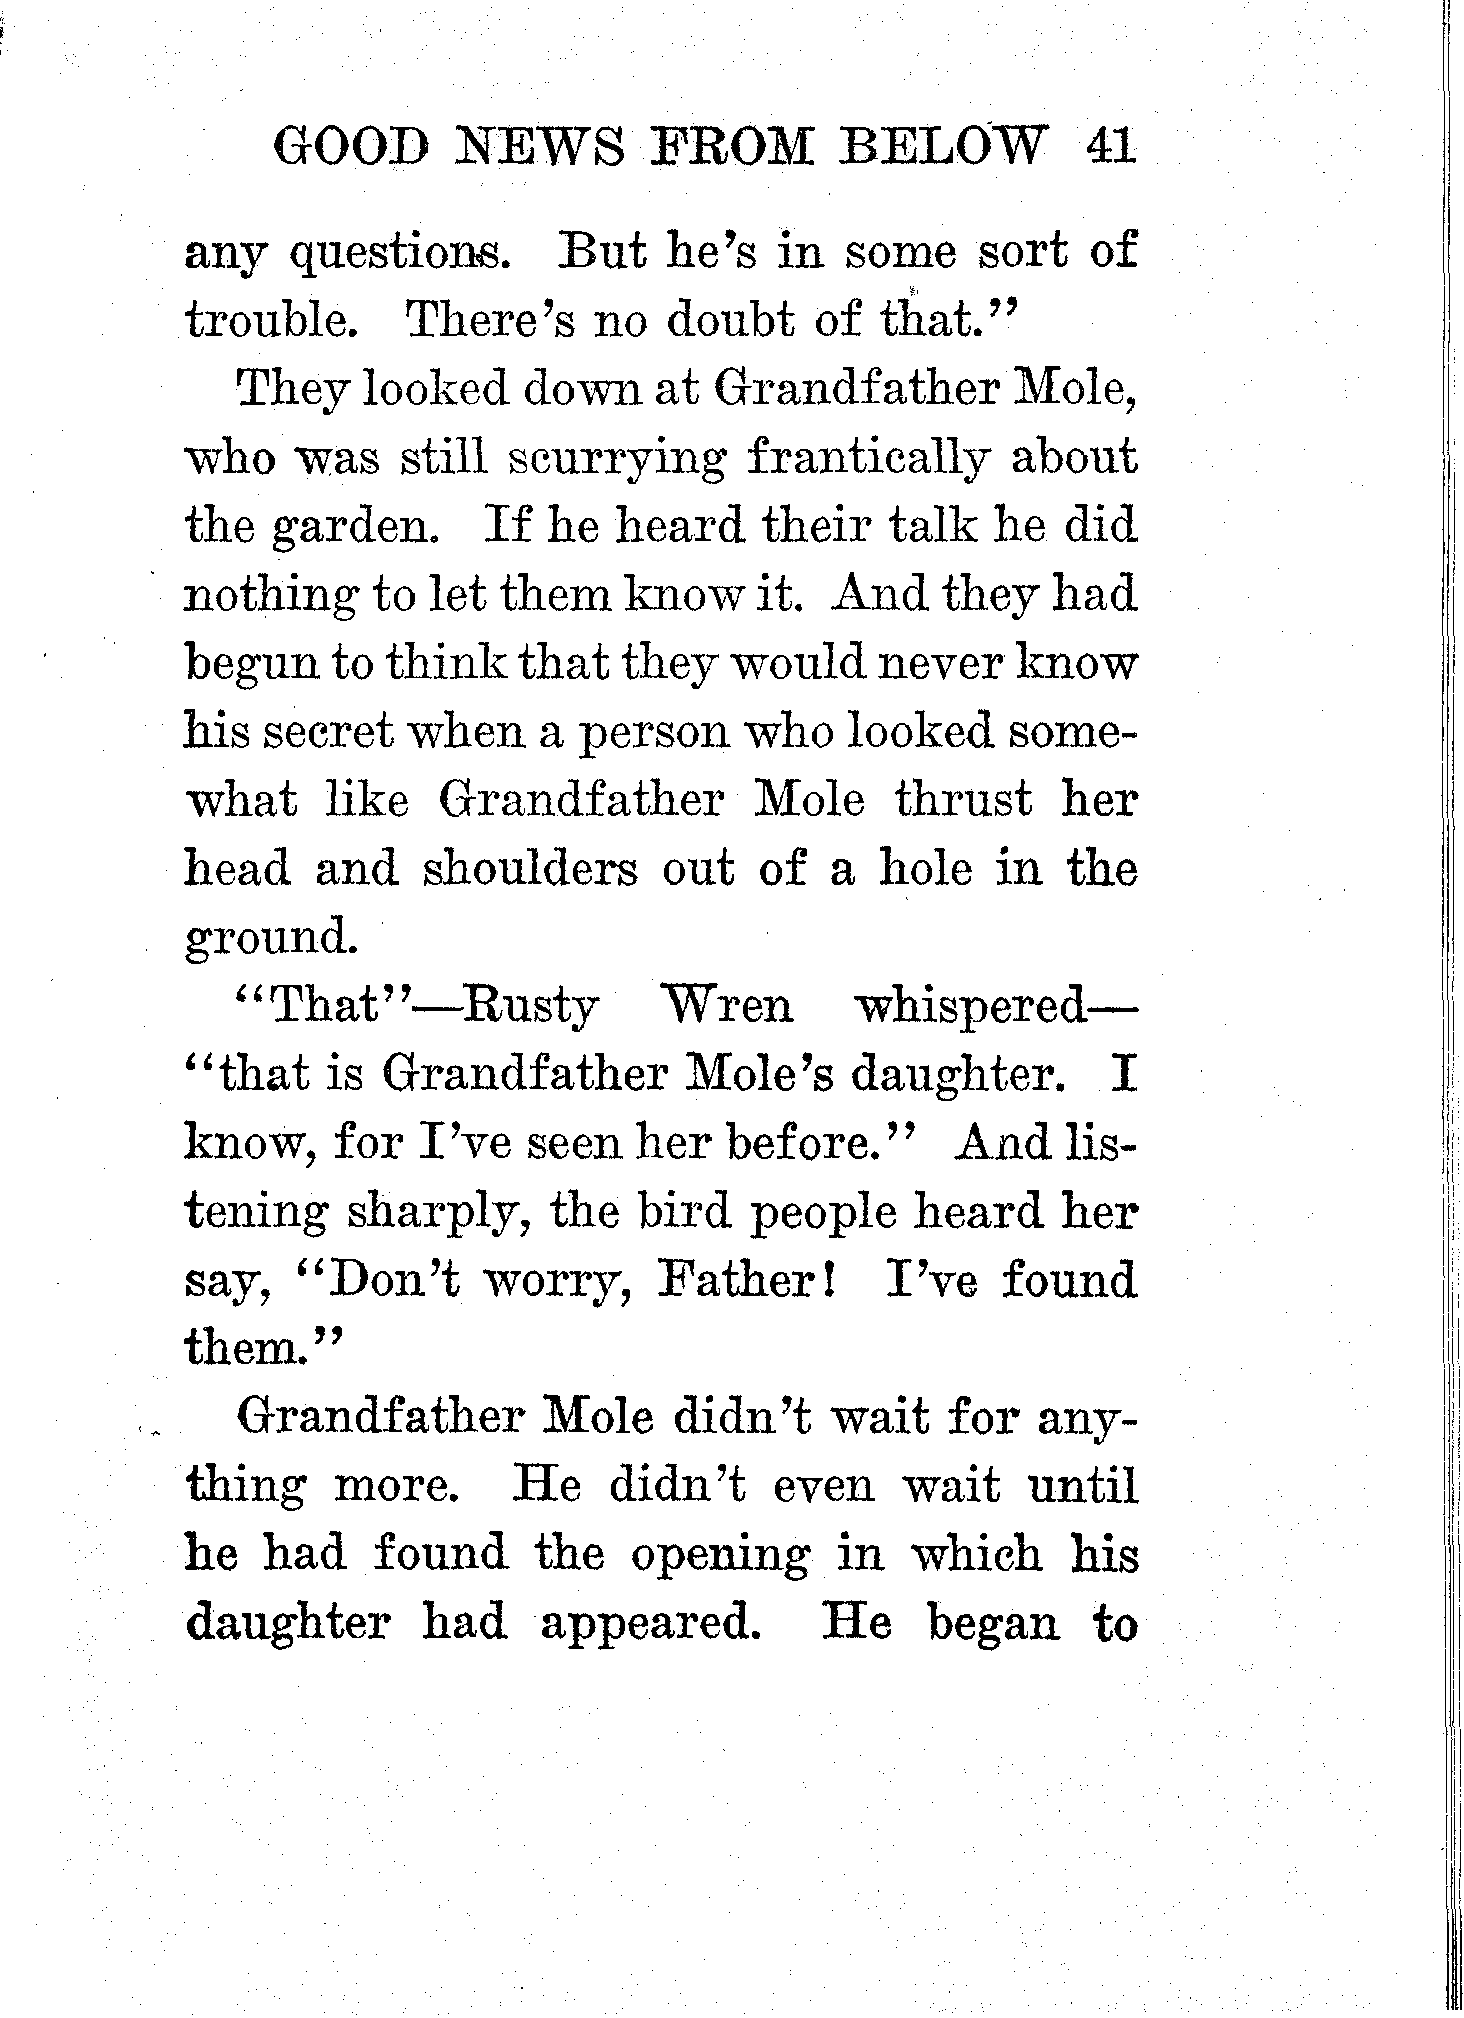 GOOD NEWS FROM BELOW 41
any questions. But he's in some sort of
trouble. There's no doubt of that."
They looked down at Grandfather Mole,
who was still scurrying frantically about
the garden. If he heard their talk he did
nothing to let them know it. And they had
begun to think that they would never know
his secret when a person who looked some-
what like Grandfather Mole thrust her
head and shoulders out of a hole in the
ground.
"That"—Rusty Wren whispered—
"that is Grandfather Mole's daughter. I
know, for I've seen her before." And lis-
tening sharply, the bird people heard her
say, "Don't worry, Father! I've found
them."
Grandfather Mole didn't wait for any-
thing more. He didn't even wait until
he had found the opening in which his
daughter had appeared. He began to